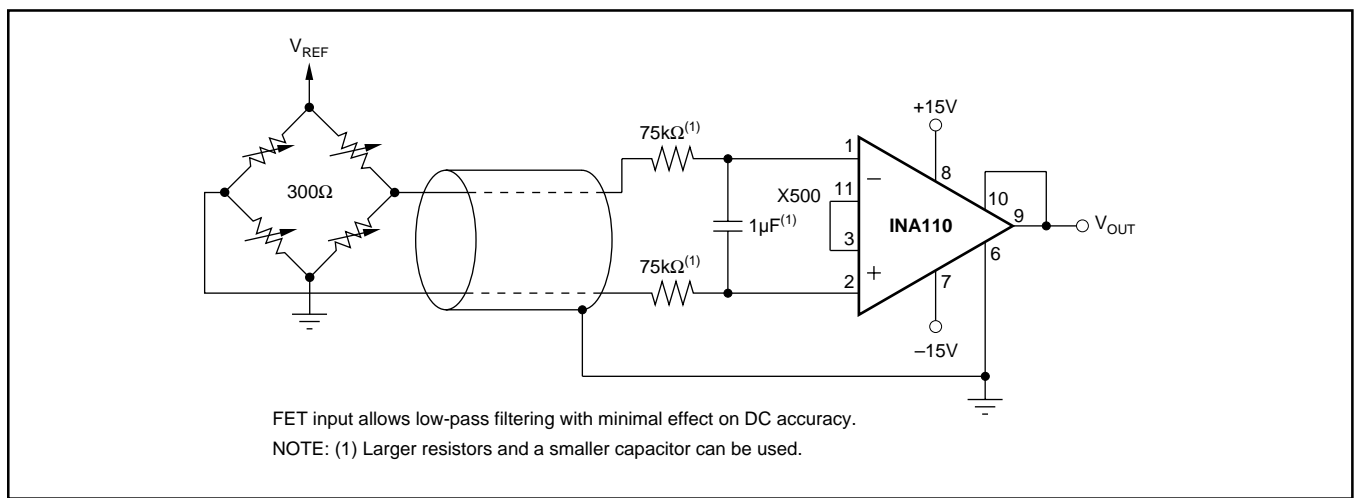 V_REF
+15V
75kΩ(1)
1
8
300Ω
X500
11
–
10
1µF(1)
INA110
9
V_OUT
3
6
75kΩ(1)
2
+
7
–15V
FET input allows low-pass filtering with minimal effect on DC accuracy.
NOTE: (1) Larger resistors and a smaller capacitor can be used.